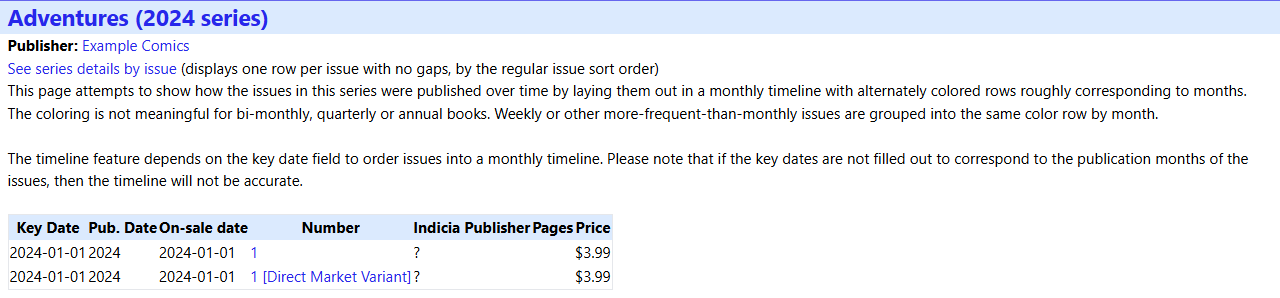 Adventures (2024 series)
Publisher: Example Comics
See series details by issue (displays one row per issue with no gaps, by the regular issue sort order)
This page attempts to show how the issues in this series were published over time by laying them out in a monthly timeline with alternately colored rows roughly corresponding to months.
The coloring is not meaningful for bi-monthly, quarterly or annual books. Weekly or other more-frequent-than-monthly issues are grouped into the same color row by month.
The timeline feature depends on the key date field to order issues into a monthly timeline. Please note that if the key dates are not filled out to correspond to the publication months of the
issues, then the timeline will not be accurate.
Key Date Pub. Date On-sale date Number Indicia Publisher Pages Price
2024-01-01 2024 2024-01-01 1 ? $3.99
2024-01-01 2024 2024-01-01 1 [Direct Market Variant] ? $3.99